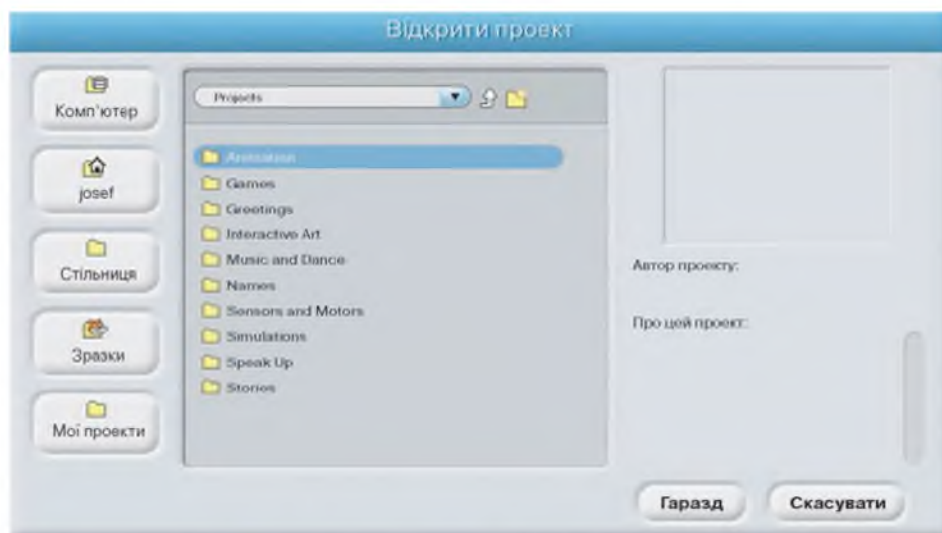 Відкрити проект
Комп'ютер
josef
Стільниця
Зразки
Мої проекти
Projects
Animation
Games
Greetings
Interactive Art
Music and Dance
Names
Sensors and Motors
Simulations
Speak Up
Stories
Автор проекту:
Про цей проект:
Гаразд
Скасувати